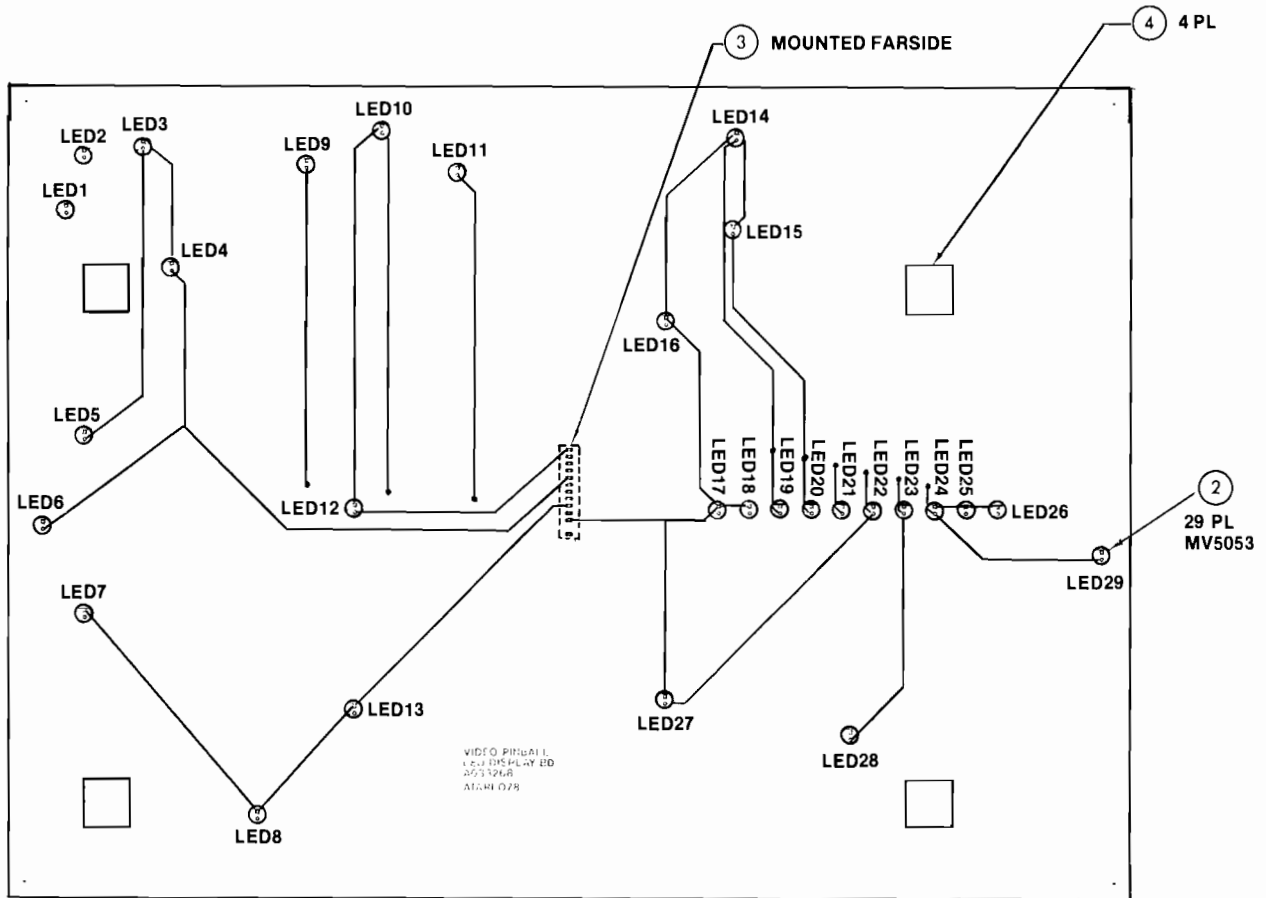 3 MOUNTED FARSIDE
4 4 PL
LED10
LED3
LED2
LED14
LED9
LED11
LED1
LED15
LED4
LED16
LED5
LED17
LED18
LED19
LED20
LED21
LED22
LED23
LED24
LED25
LED6
LED12
LED26
2
29 PL
MV5053
LED29
LED7
LED13
LED27
LED28
VIDEO PINBALL
LED DISPLAY BD
LED8